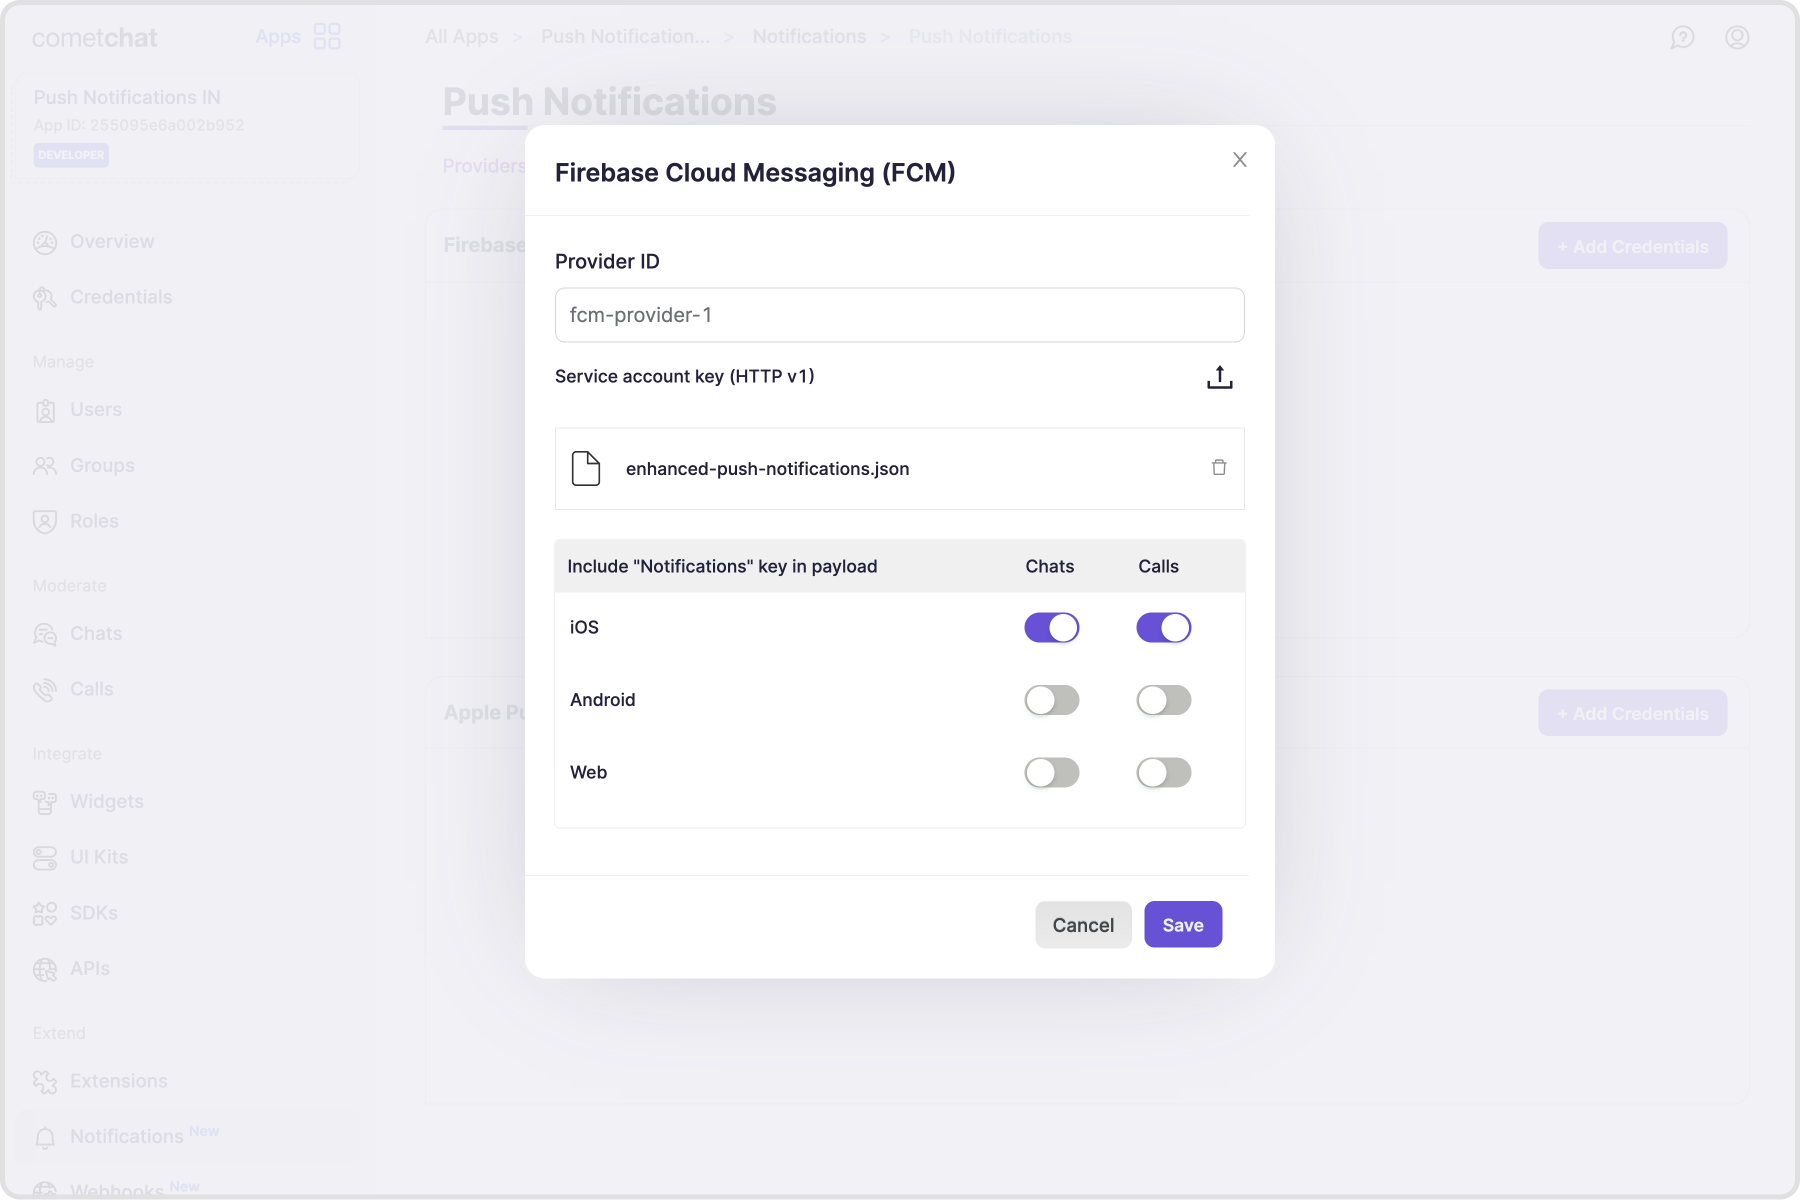 cometchat
Apps
All Apps > Push Notification... > Notifications > Push Notifications
Push Notifications IN
App ID: 255095e6a002b952
DEVELOPER
Overview
Credentials
Manage
Users
Groups
Roles
Moderate
Chats
Calls
Integrate
Widgets
UI Kits
SDKs
APIs
Extend
Extensions
Notifications New
Webhooks New
Push Notifications
Providers
Firebase
+ Add Credentials
Apple Pu
+ Add Credentials
Firebase Cloud Messaging (FCM)
Provider ID
fcm-provider-1
Service account key (HTTP v1)
enhanced-push-notifications.json
Include "Notifications" key in payload Chats Calls
iOS
Android
Web
Cancel Save